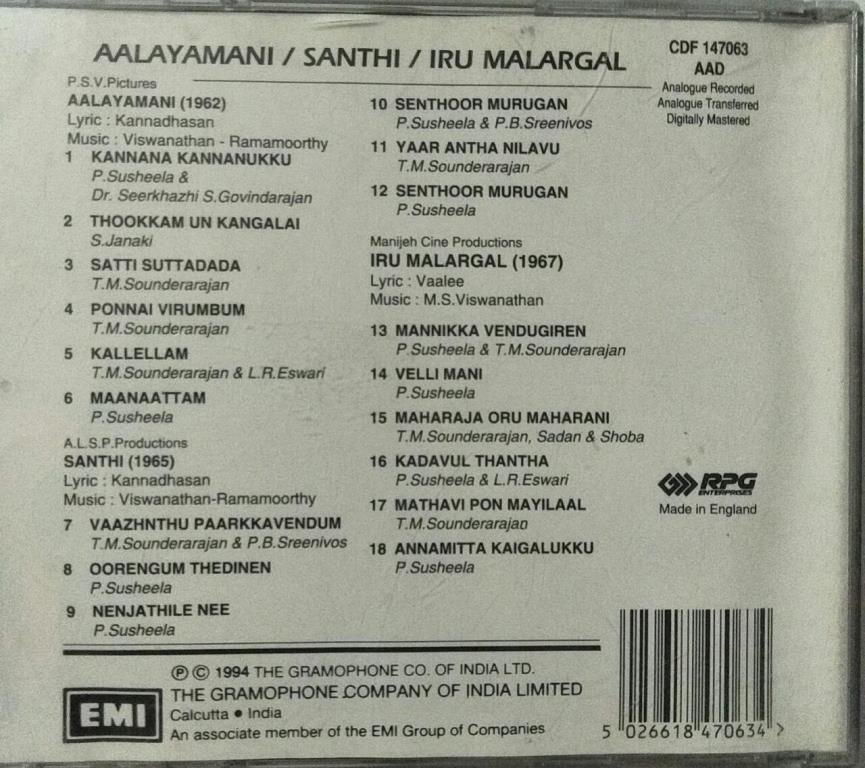 AALAYAMANI / SANTHI / IRU MALARGAL
CDF 147063
AAD
Analogue Recorded
Analogue Transferred
Digitally Mastered
P.S.V.Pictures
AALAYAMANI (1962)
Lyric : Kannadhasan
Music : Viswanathan - Ramamoorthy
1 KANNANA KANNANUKKU
P.Susheela &
Dr. Seerkhazhi S.Govindarajan
2 THOOKKAM UN KANGALAI
S.Janaki
3 SATTI SUTTADADA
T.M.Sounderarajan
4 PONNAI VIRUMBUM
T.M.Sounderarajan
5 KALLELLAM
T.M.Sounderarajan & L.R.Eswari
6 MAANAATTAM
P.Susheela
A.L.S.P.Productions
SANTHI (1965)
Lyric : Kannadhasan
Music : Viswanathan-Ramamoorthy
7 VAAZHNTHU PAARKKAVENDUM
T.M.Sounderarajan & P.B.Sreenivos
8 OORENGUM THEDINEN
P.Susheela
9 NENJATHILE NEE
P.Susheela
10 SENTHOOR MURUGAN
P.Susheela & P.B.Sreenivos
11 YAAR ANTHA NILAVU
T.M.Sounderarajan
12 SENTHOOR MURUGAN
P.Susheela
Manijeh Cine Productions
IRU MALARGAL (1967)
Lyric : Vaalee
Music : M.S.Viswanathan
13 MANNIKKA VENDUGIREN
P.Susheela & T.M.Sounderarajan
14 VELLI MANI
P.Susheela
15 MAHARAJA ORU MAHARANI
T.M.Sounderarajan, Sadan & Shoba
16 KADAVUL THANTHA
P.Susheela & L.R.Eswari
17 MATHAVI PON MAYILAAL
T.M.Sounderarajan
18 ANNAMITTA KAIGALUKKU
P.Susheela
RPG
ENTERPRISES
Made in England
℗ © 1994 THE GRAMOPHONE CO. OF INDIA LTD.
THE GRAMOPHONE COMPANY OF INDIA LIMITED
EMI
Calcutta • India
An associate member of the EMI Group of Companies
5 026618 470634 >